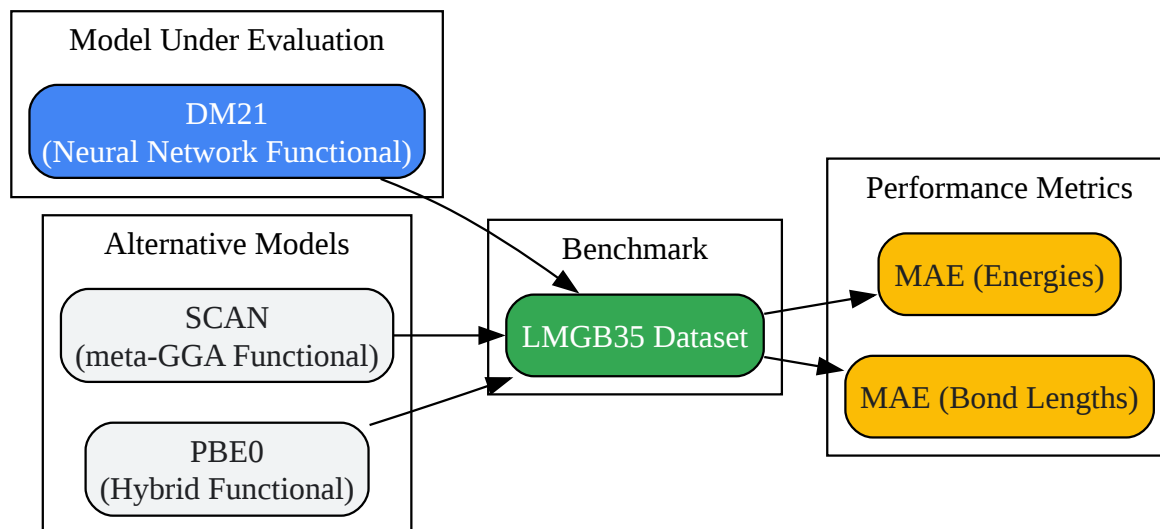 Model Under Evaluation
DM21
(Neural Network Functional)
Alternative Models
SCAN
(meta-GGA Functional)
PBE0
(Hybrid Functional)
Benchmark
LMGB35 Dataset
Performance Metrics
MAE (Energies)
MAE (Bond Lengths)